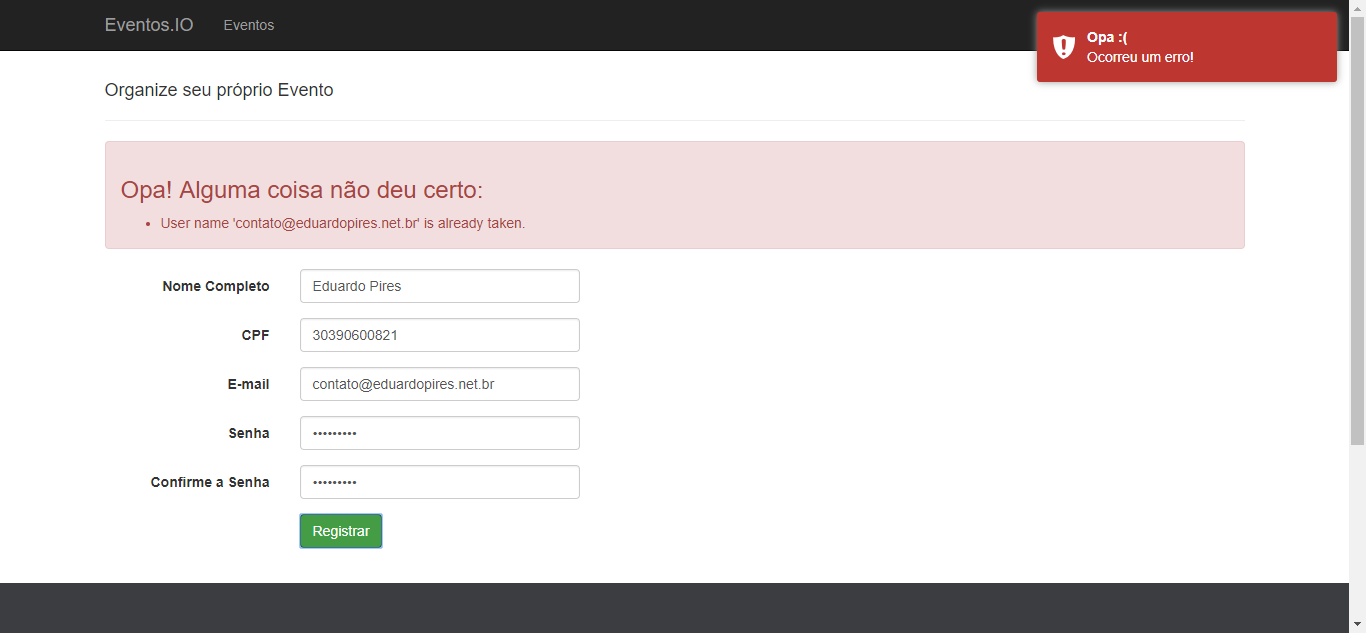 Eventos.IO Eventos
Opa :(
Ocorreu um erro!
Organize seu próprio Evento
Opa! Alguma coisa não deu certo:
• User name 'contato@eduardopires.net.br' is already taken.
Nome Completo Eduardo Pires
CPF 30390600821
E-mail contato@eduardopires.net.br
Senha •••••••••
Confirme a Senha •••••••••
Registrar